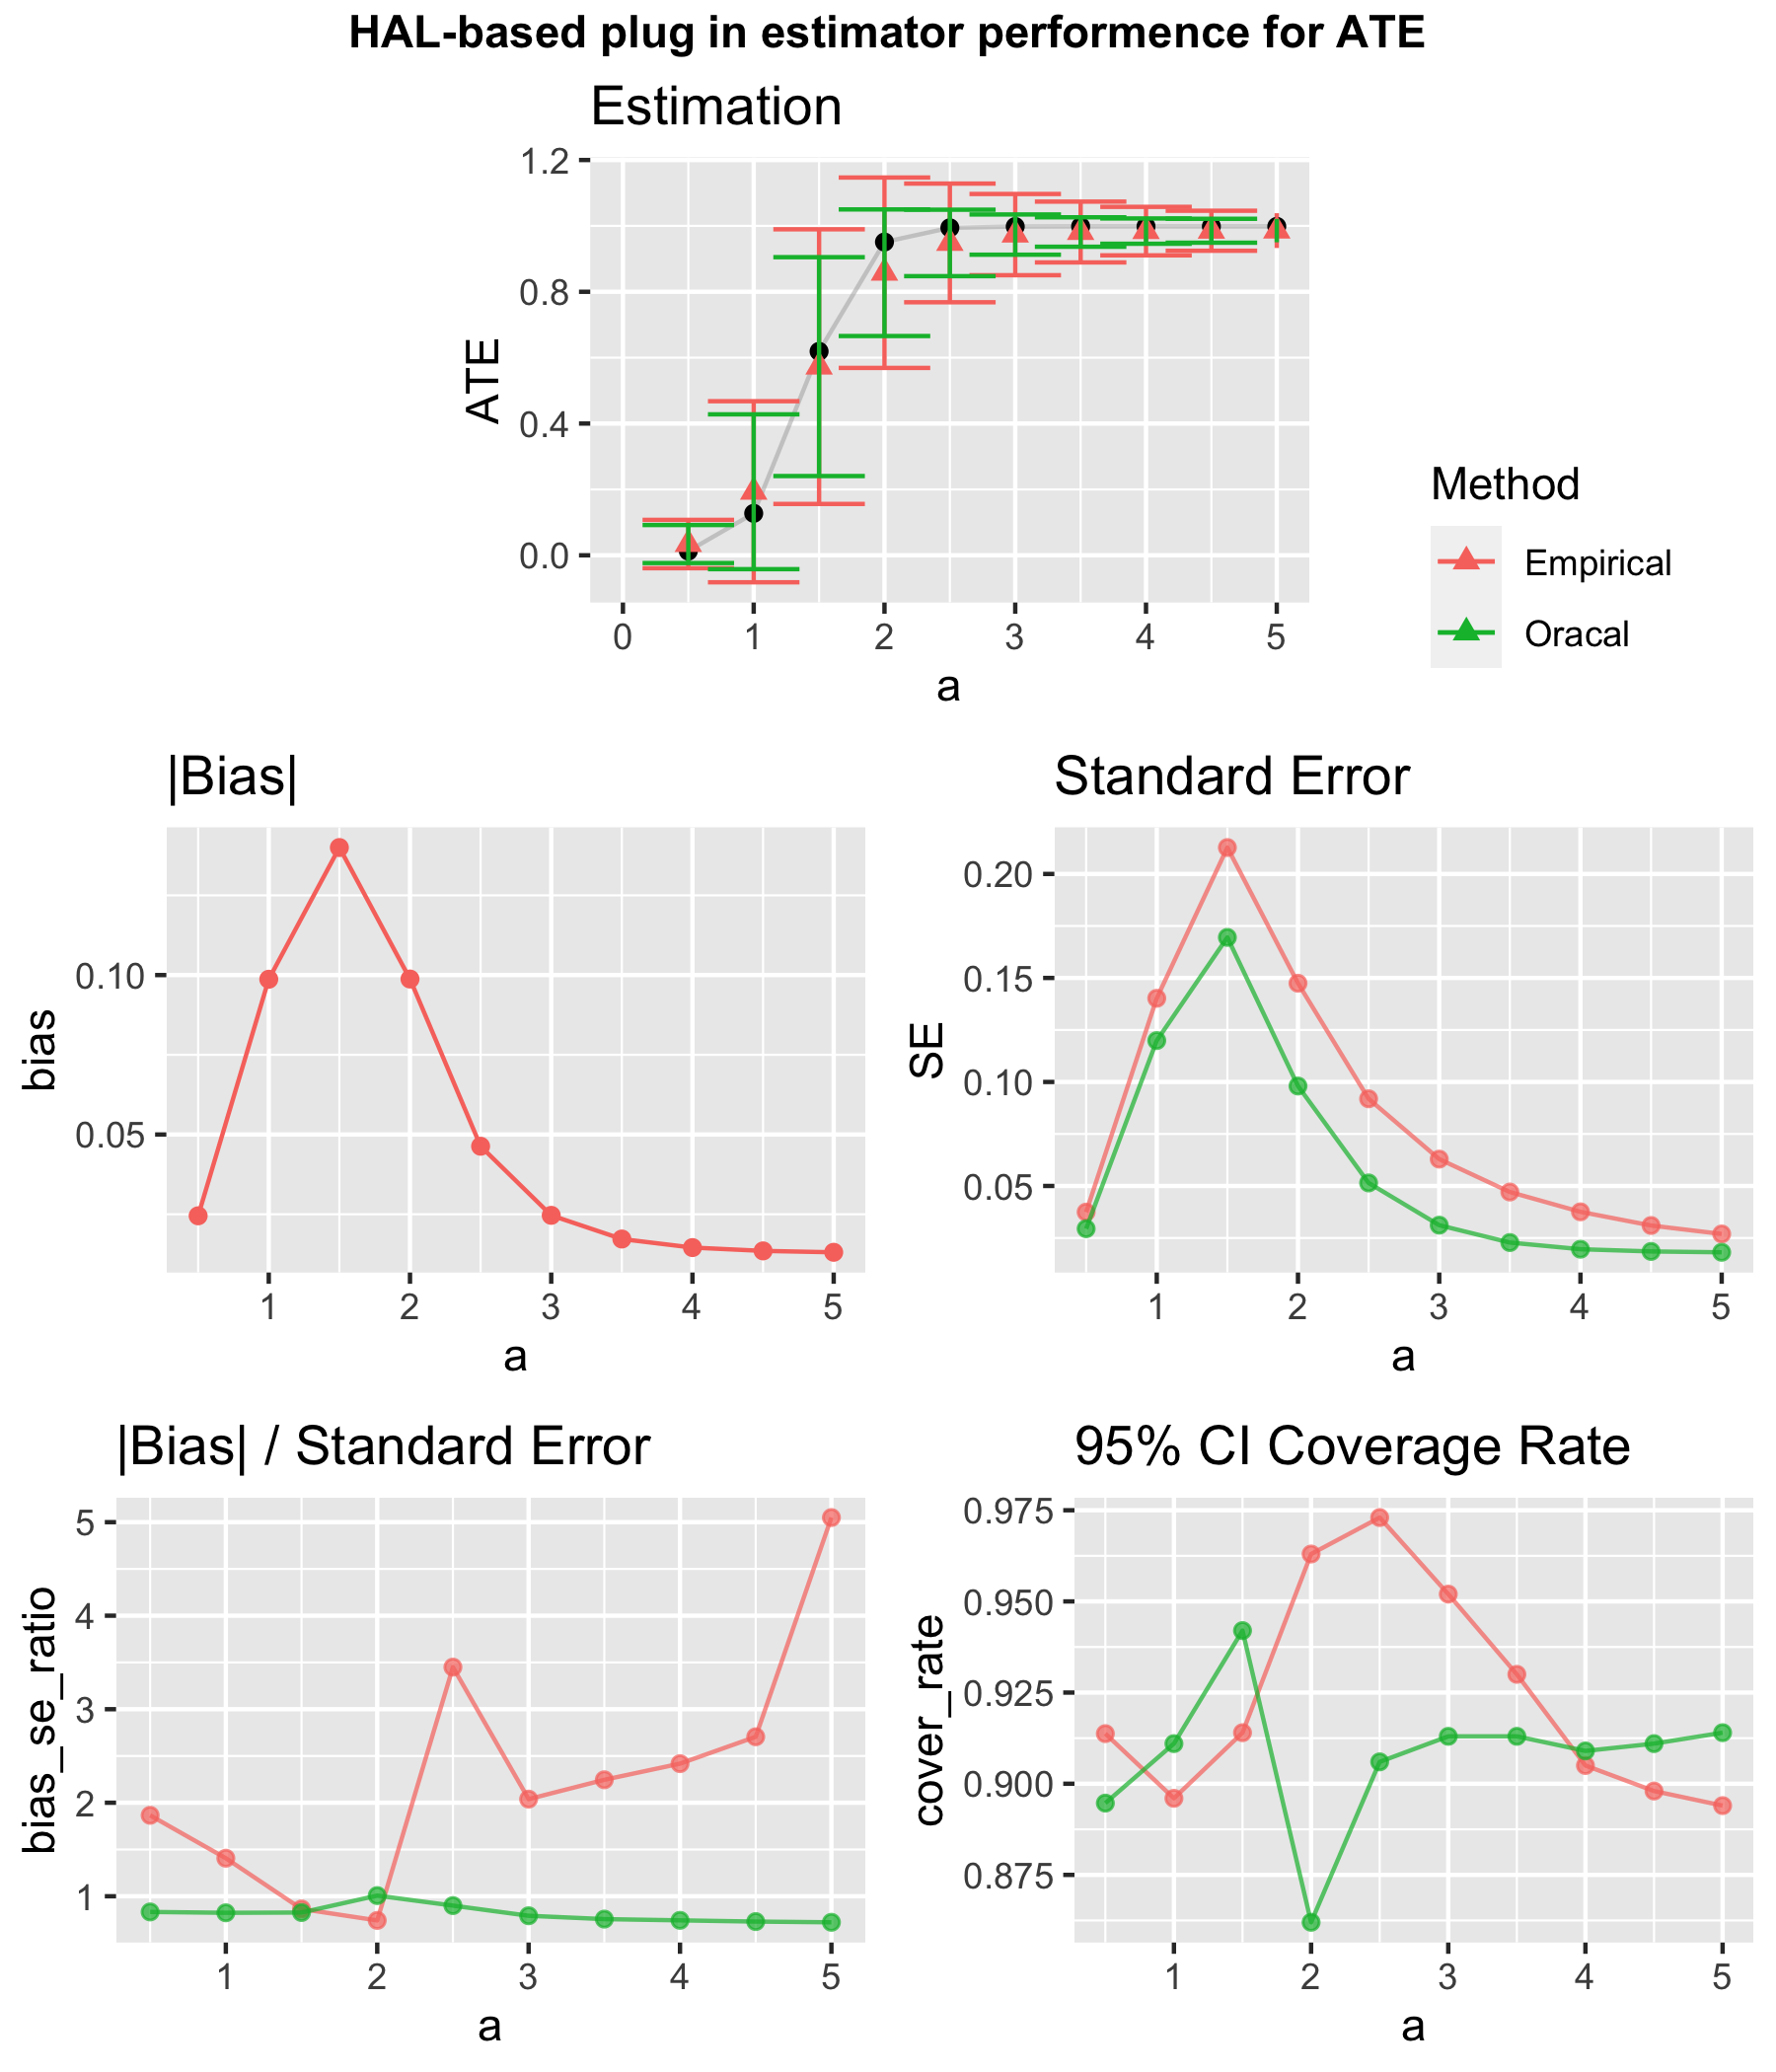 HAL-based plug in estimator performence for ATE
Estimation
1.2
0.8
0.4
0.0
ATE
0 1 2 3 4 5
a
Method
Empirical
Oracal
|Bias|
0.10
0.05
bias
1 2 3 4 5
a
Standard Error
0.20
0.15
0.10
0.05
SE
1 2 3 4 5
a
|Bias| / Standard Error
5
4
3
2
1
bias_se_ratio
1 2 3 4 5
a
95% CI Coverage Rate
0.975
0.950
0.925
0.900
0.875
cover_rate
1 2 3 4 5
a